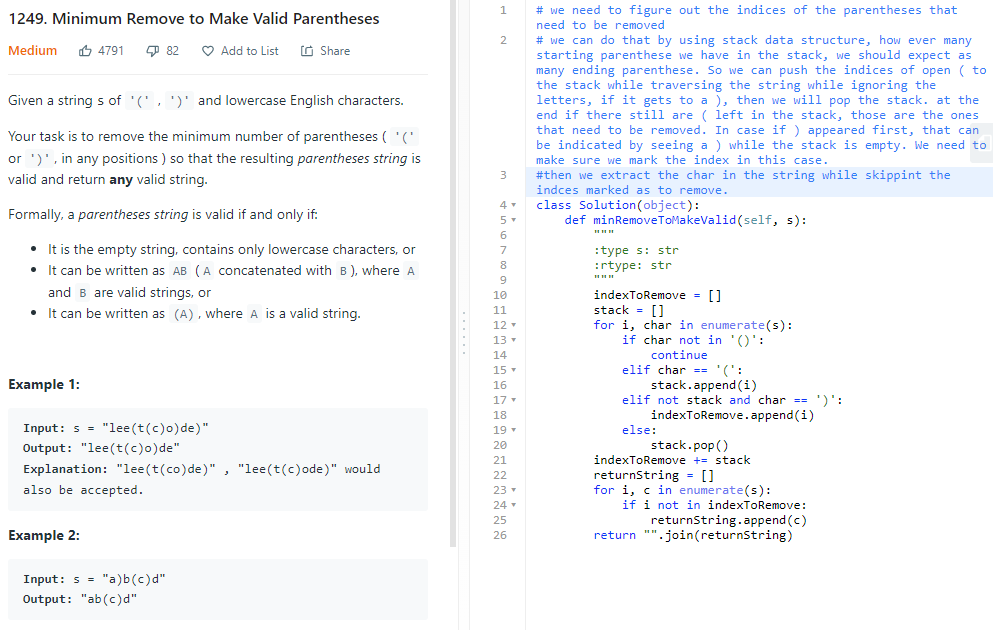 1249. Minimum Remove to Make Valid Parentheses
Medium 4791 82 Add to List Share
Given a string s of '(' , ')' and lowercase English characters.
Your task is to remove the minimum number of parentheses ( '('
or ')' , in any positions ) so that the resulting parentheses string is
valid and return any valid string.
Formally, a parentheses string is valid if and only if:
• It is the empty string, contains only lowercase characters, or
• It can be written as AB ( A concatenated with B ), where A
and B are valid strings, or
• It can be written as (A) , where A is a valid string.
Example 1:
Input: s = "lee(t(c)o)de)"
Output: "lee(t(c)o)de"
Explanation: "lee(t(co)de)" , "lee(t(c)ode)" would
also be accepted.
Example 2:
Input: s = "a)b(c)d"
Output: "ab(c)d"
1 # we need to figure out the indices of the parentheses that
need to be removed
2 # we can do that by using stack data structure, how ever many
starting parenthese we have in the stack, we should expect as
many ending parenthese. So we can push the indices of open ( to
the stack while traversing the string while ignoring the
letters, if it gets to a ), then we will pop the stack. at the
end if there still are ( left in the stack, those are the ones
that need to be removed. In case if ) appeared first, that can
be indicated by seeing a ) while the stack is empty. We need to
make sure we mark the index in this case.
3 #then we extract the char in the string while skippint the
indces marked as to remove.
4 class Solution(object):
5 def minRemoveToMakeValid(self, s):
6 """
7 :type s: str
8 :rtype: str
9 """
10 indexToRemove = []
11 stack = []
12 for i, char in enumerate(s):
13 if char not in '()':
14 continue
15 elif char == '(':
16 stack.append(i)
17 elif not stack and char == ')':
18 indexToRemove.append(i)
19 else:
20 stack.pop()
21 indexToRemove += stack
22 returnString = []
23 for i, c in enumerate(s):
24 if i not in indexToRemove:
25 returnString.append(c)
26 return "".join(returnString)